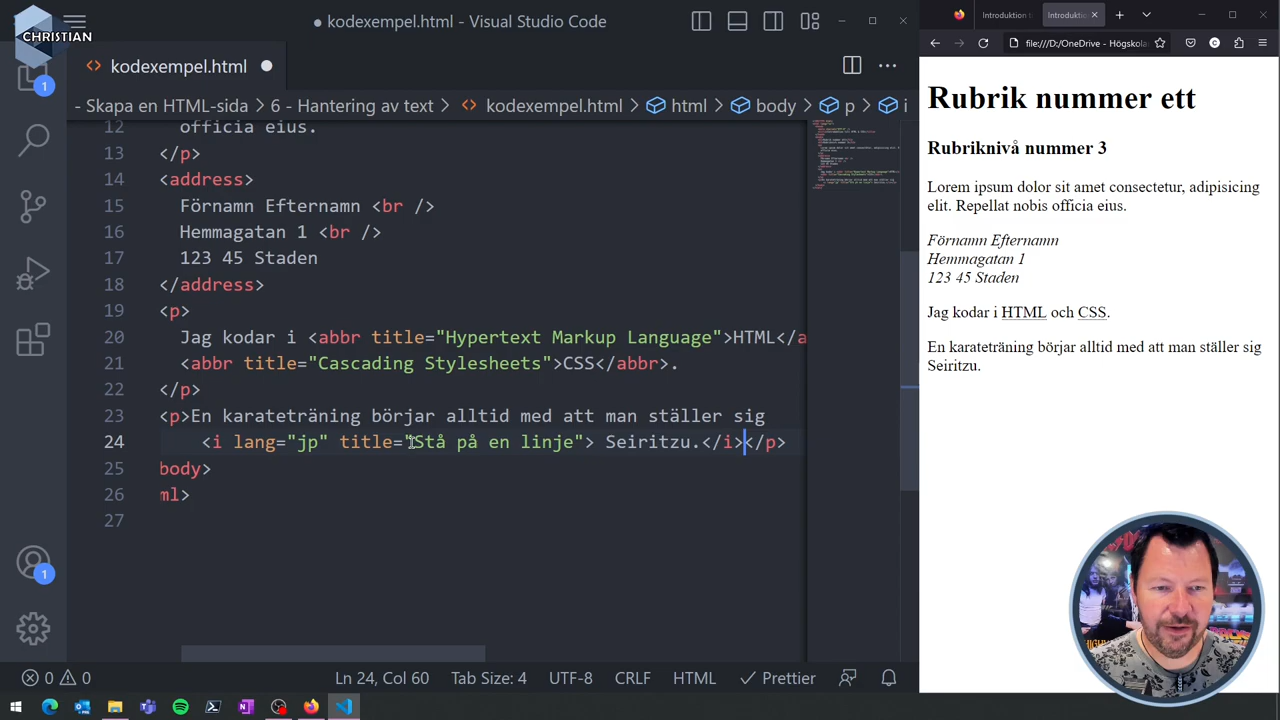 CHRISTIAN
kodexempel.html - Visual Studio Code
kodexempel.html
- Skapa en HTML-sida > 6 - Hantering av text > kodexempel.html > html > body > p > i
12 officia eius.
13 </p>
14 <address>
15 Förnamn Efternamn <br />
16 Hemmagatan 1 <br />
17 123 45 Staden
18 </address>
19 <p>
20 Jag kodar i <abbr title="Hypertext Markup Language">HTML</a
21 <abbr title="Cascading Stylesheets">CSS</abbr>.
22 </p>
23 <p>En karateträning börjar alltid med att man ställer sig
24 <i lang="jp" title="Stå på en linje"> Seiritzu.</i></p>
25 body>
26 ml>
27
1
1
0 0 Ln 24, Col 60 Tab Size: 4 UTF-8 CRLF HTML Prettier
Introduktion t
Introduktio
file:///D:/OneDrive - Högskolar
Rubrik nummer ett
Rubriknivå nummer 3
Lorem ipsum dolor sit amet consectetur, adipisicing
elit. Repellat nobis officia eius.
Förnamn Efternamn
Hemmagatan 1
123 45 Staden
Jag kodar i HTML och CSS.
En karateträning börjar alltid med att man ställer sig
Seiritzu.